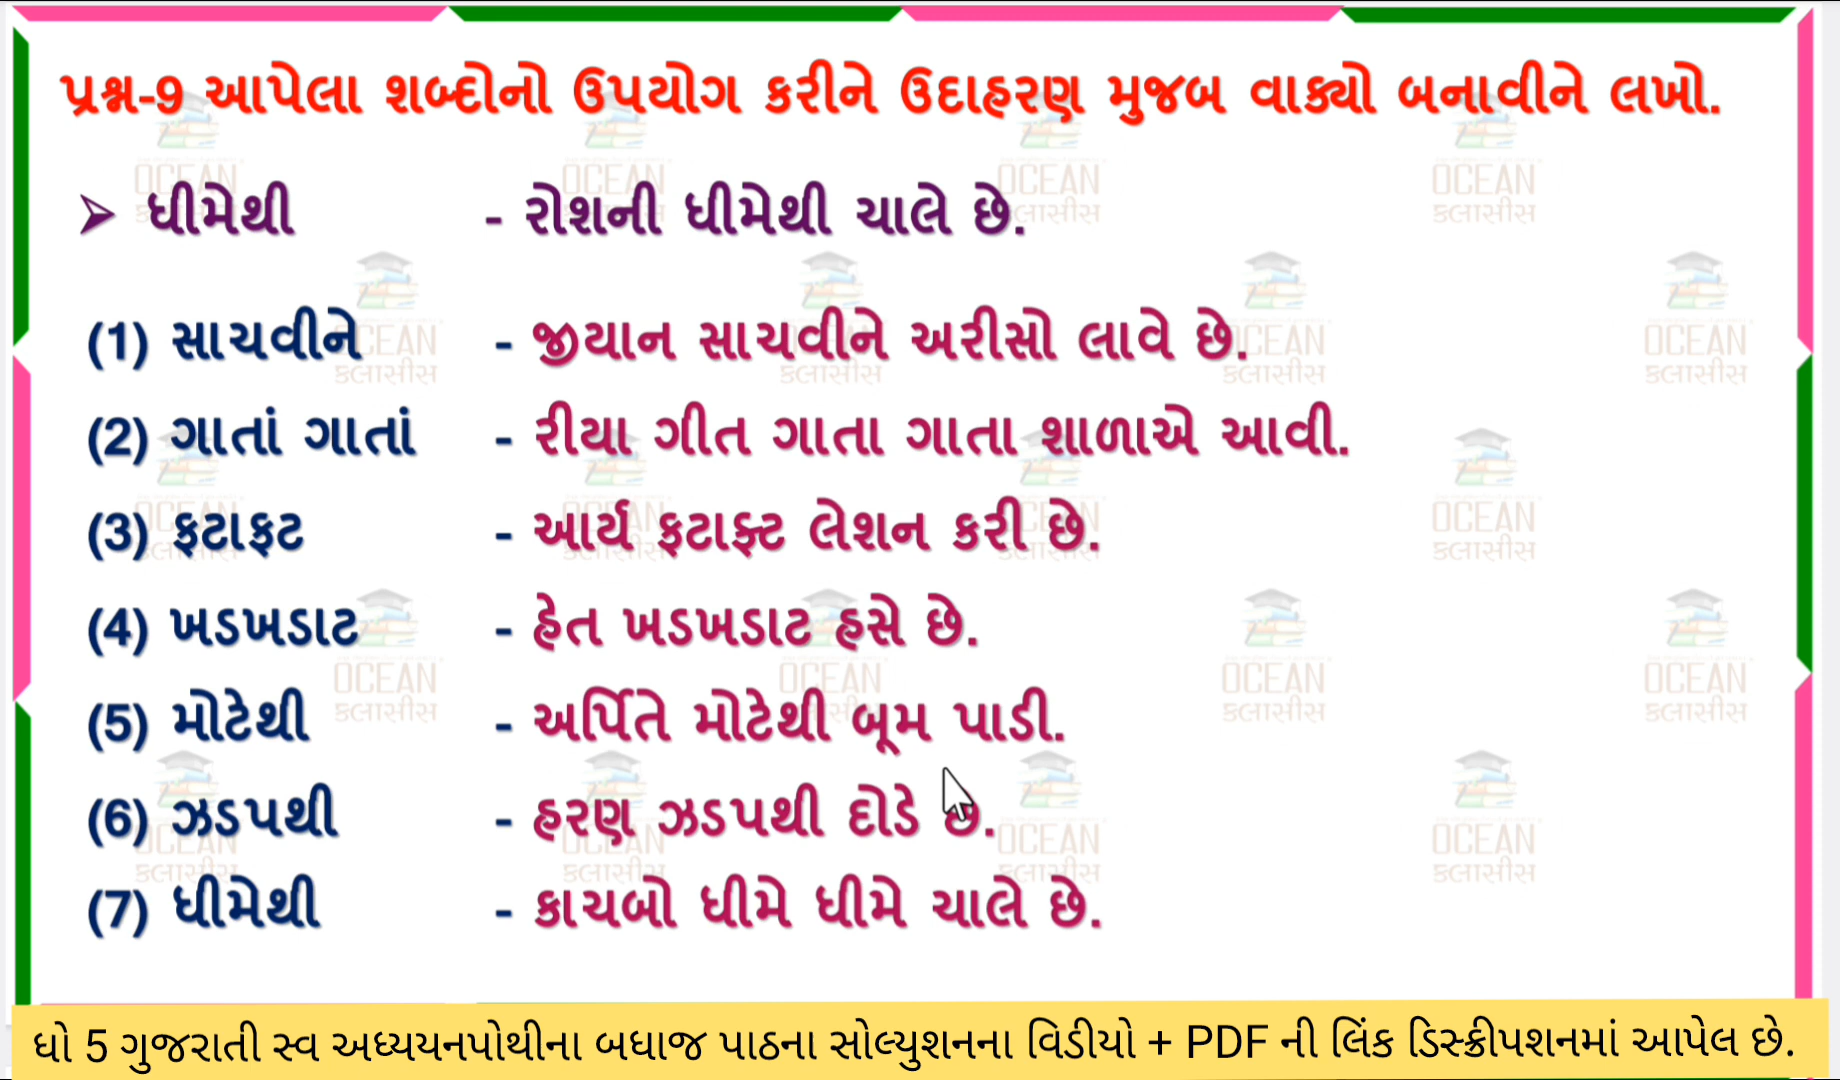 પ્રશ્ન-9 આપેલા શબ્દોનો ઉપયોગ કરીને ઉદાહરણ મુજબ વાક્યો બનાવીને લખો.
➢ ધીમેથી - રોશની ધીમેથી ચાલે છે.
(1) સાચવીને - જીયાન સાચવીને અરીસો લાવે છે.
(2) ગાતાં ગાતાં - રીયા ગીત ગાતા ગાતા શાળાએ આવી.
(3) ફટાફટ - આર્ય ફટાફ્ટ લેશન કરી છે.
(4) ખડખડાટ - હેત ખડખડાટ હસે છે.
(5) મોટેથી - અર્પિતે મોટેથી બૂમ પાડી.
(6) ઝડપથી - હરણ ઝડપથી દોડે છે.
(7) ધીમેથી - કાચબો ધીમે ધીમે ચાલે છે.
ધો 5 ગુજરાતી સ્વ અધ્યયનપોથીના બધાજ પાઠના સોલ્યુશનના વિડીયો + PDF ની લિંક ડિસ્ક્રીપશનમાં આપેલ છે.